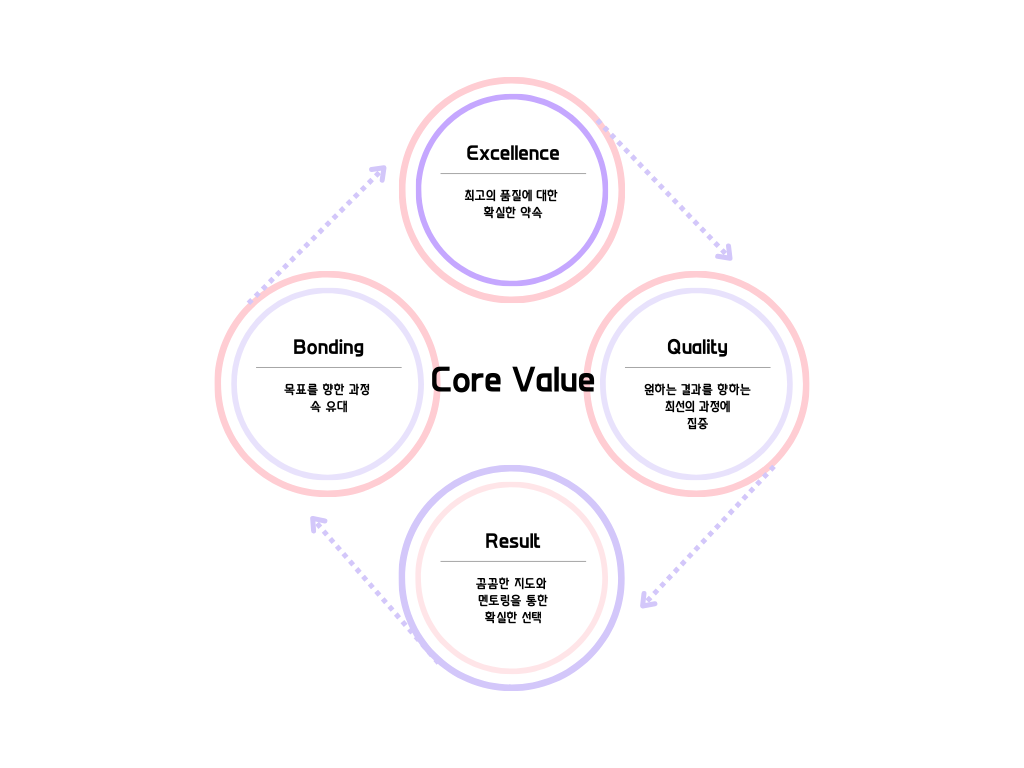 Excellence
최고의 품질에 대한
확실한 약속
Bonding
목표를 향한 과정
속 유대
Core Value
Quality
원하는 결과를 향하는
최선의 과정에
집중
Result
꼼꼼한 지도와
멘토링을 통한
확실한 선택